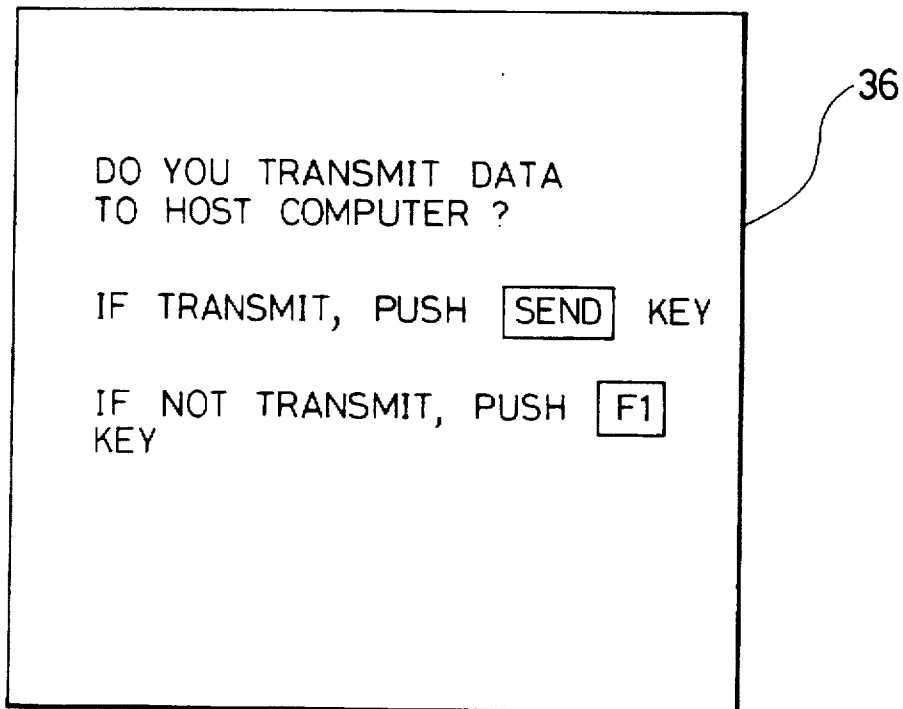 DO YOU TRANSMIT DATA
TO HOST COMPUTER ?
IF TRANSMIT, PUSH SEND KEY
IF NOT TRANSMIT, PUSH F1
KEY
36